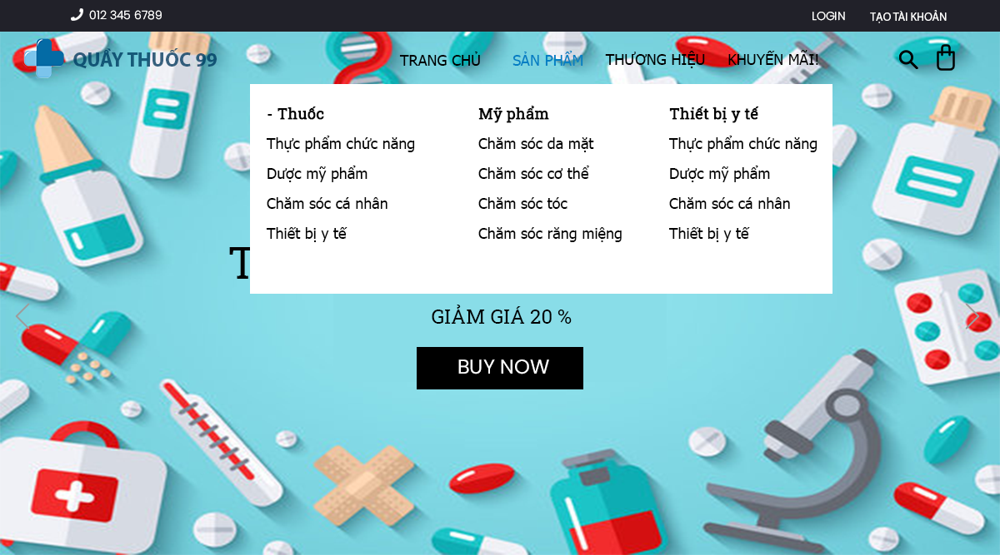 012 345 6789
LOGIN
TẠO TÀI KHOẢN
QUẦY THUỐC 99
TRANG CHỦ
SẢN PHẨM
THƯƠNG HIỆU
KHUYẾN MÃI!
- Thuốc
Thực phẩm chức năng
Dược mỹ phẩm
Chăm sóc cá nhân
Thiết bị y tế
Mỹ phẩm
Chăm sóc da mặt
Chăm sóc cơ thể
Chăm sóc tóc
Chăm sóc răng miệng
Thiết bị y tế
Thực phẩm chức năng
Dược mỹ phẩm
Chăm sóc cá nhân
Thiết bị y tế
GIẢM GIÁ 20 %
BUY NOW